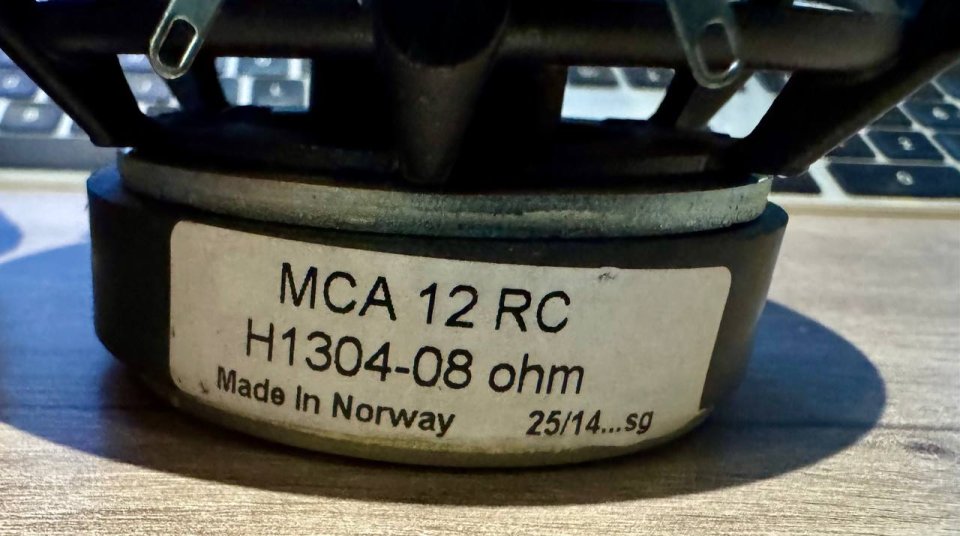 MCA 12 RC
H1304-08 ohm
Made In Norway 25/14...sg